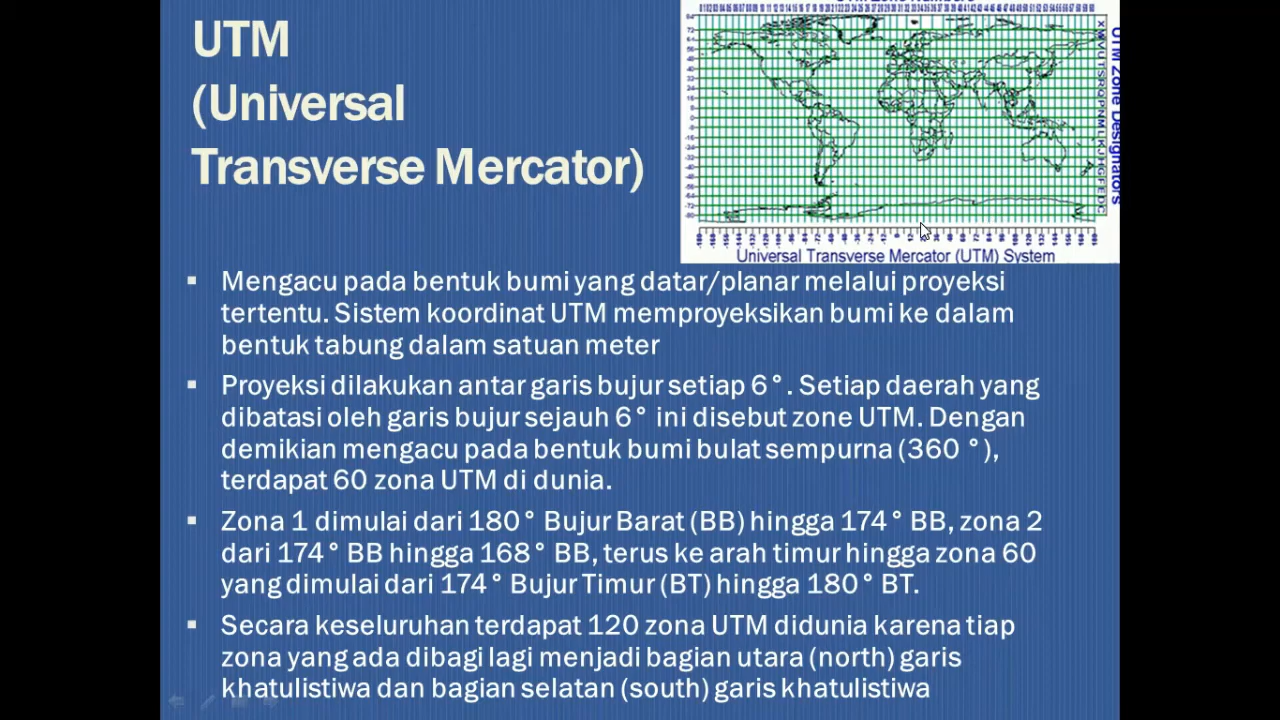 UTM
(Universal
Transverse Mercator)
UTM Zone Numbers
UTM Zone Designators
Universal Transverse Mercator (UTM) System
▪ Mengacu pada bentuk bumi yang datar/planar melalui proyeksi
tertentu. Sistem koordinat UTM memproyeksikan bumi ke dalam
bentuk tabung dalam satuan meter
▪ Proyeksi dilakukan antar garis bujur setiap 6°. Setiap daerah yang
dibatasi oleh garis bujur sejauh 6° ini disebut zone UTM. Dengan
demikian mengacu pada bentuk bumi bulat sempurna (360 °),
terdapat 60 zona UTM di dunia.
▪ Zona 1 dimulai dari 180° Bujur Barat (BB) hingga 174° BB, zona 2
dari 174° BB hingga 168° BB, terus ke arah timur hingga zona 60
yang dimulai dari 174° Bujur Timur (BT) hingga 180° BT.
▪ Secara keseluruhan terdapat 120 zona UTM didunia karena tiap
zona yang ada dibagi lagi menjadi bagian utara (north) garis
khatulistiwa dan bagian selatan (south) garis khatulistiwa